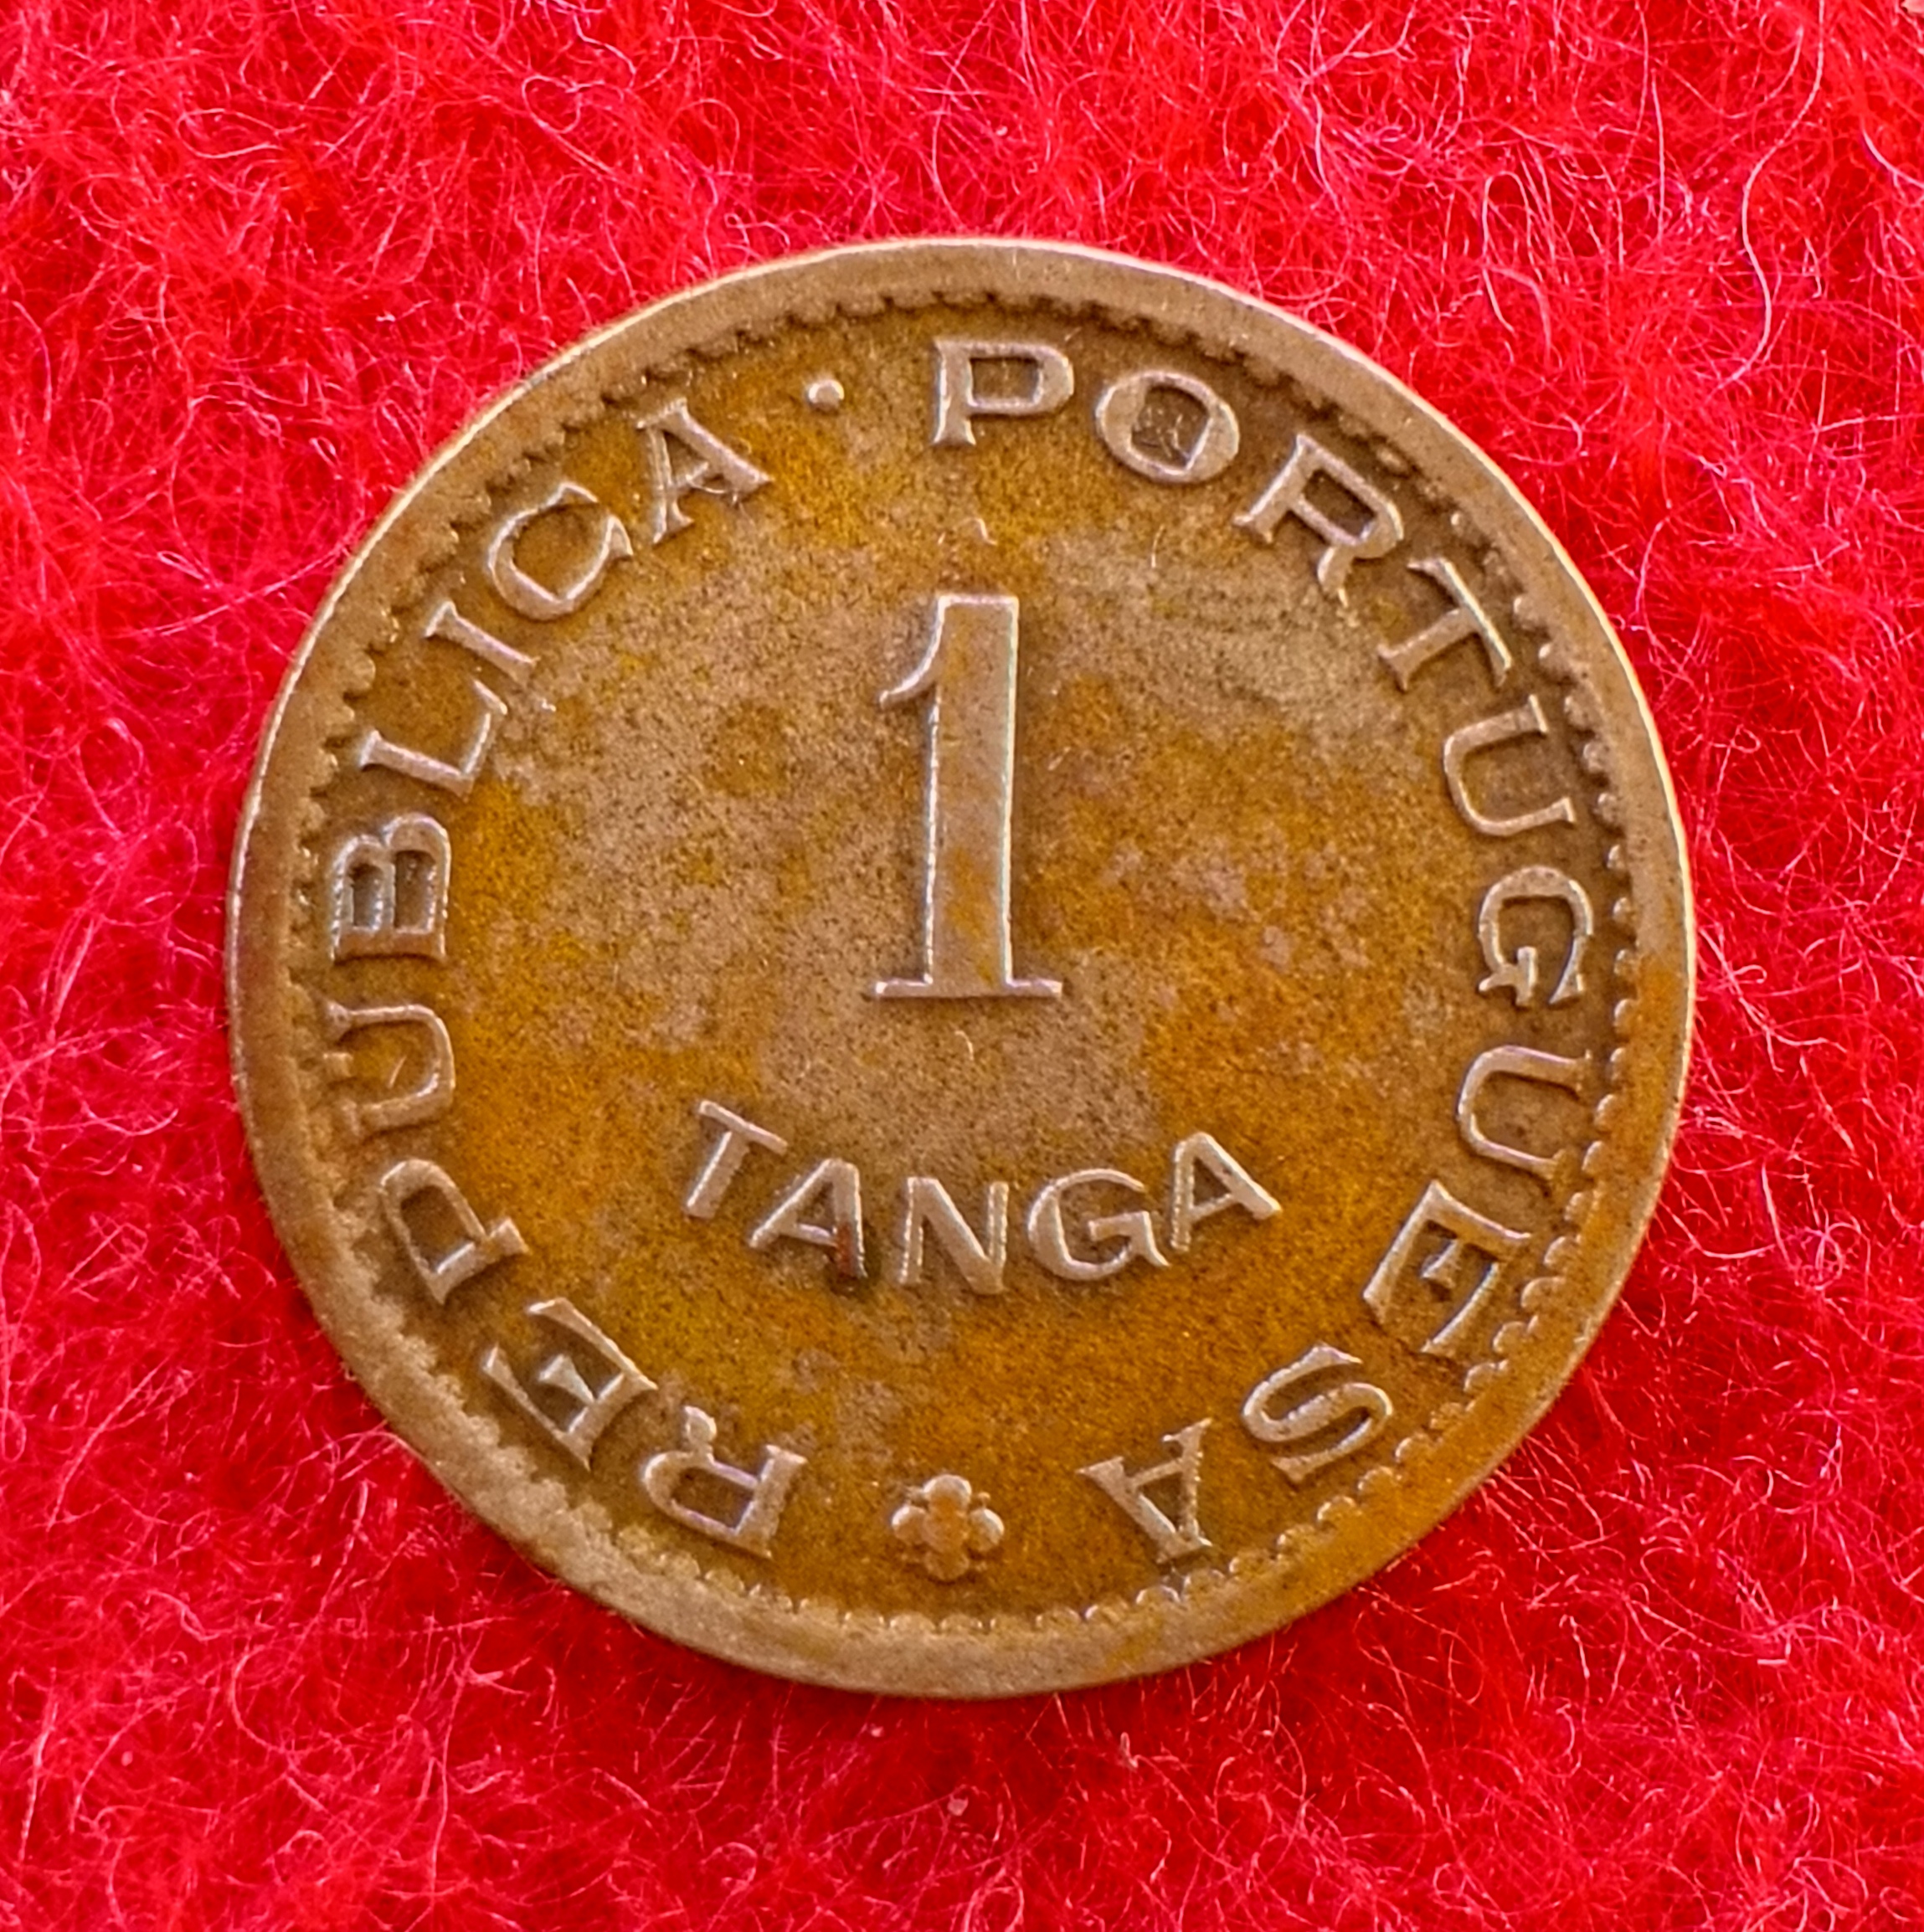 REPUBLICA · PORTUGUESA
1
TANGA